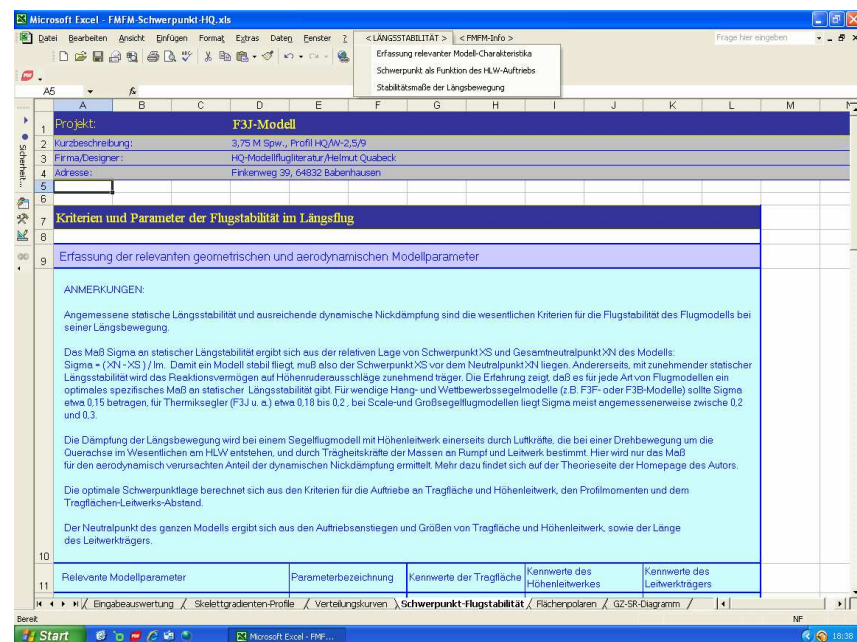 Microsoft Excel - FMFM-Schwerpunkt-HQ.xls
Datei Bearbeiten Ansicht Einfügen Format Extras Daten Fenster ? <LÄNGSSTABILITÄT > < FMFM-Info > Frage hier eingeben
Erfassung relevanter Modell-Charakteristika
Schwerpunkt als Funktion des HLW-Auftriebs
Stabilitätsmaße der Längsbewegung
A5 fx
A B C D E F G H I J K L M N
1 Projekt: F3J-Modell
2 Kurzbeschreibung: 3,75 M Spw., Profil HQ/W-2,5/9
3 Firma/Designer: HQ-Modellflugliteratur/Helmut Quabeck
4 Adresse: Finkenweg 39, 64832 Babenhausen
5
6
7 Kriterien und Parameter der Flugstabilität im Längsflug
8
9 Erfassung der relevanten geometrischen und aerodynamischen Modellparameter
Sicherheit...
ANMERKUNGEN:
Angemessene statische Längsstabilität und ausreichende dynamische Nickdämpfung sind die wesentlichen Kriterien für die Flugstabilität des Flugmodells bei
seiner Längsbewegung.
Das Maß Sigma an statischer Längstabilität ergibt sich aus der relativen Lage von Schwerpunkt XS und Gesamtneutralpunkt XN des Modells:
Sigma = (XN - XS) / lm. Damit ein Modell stabil fliegt, muß also der Schwerpunkt XS vor dem Neutralpunkt XN liegen. Andererseits, mit zunehmender statischer
Längsstabilität wird das Reaktionsvermögen auf Höhenruderausschläge zunehmend träger. Die Erfahrung zeigt, daß es für jede Art von Flugmodellen ein
optimales spezifisches Maß an statischer Längsstabilität gibt. Für wendige Hang- und Wettbewerbssegelmodelle (z.B. F3F- oder F3B-Modelle) sollte Sigma
etwa 0,15 betragen, für Thermiksegler (F3J u. a.) etwa 0,18 bis 0,2 , bei Scale-und Großsegelflugmodellen liegt Sigma meist angemessenerweise zwische 0,2
und 0,3.
Die Dämpfung der Längsbewegung wird bei einem Segelflugmodell mit Höhenleitwerk einerseits durch Luftkräfte, die bei einer Drehbewegung um die
Querachse im Wesentlichen am HLW entstehen, und durch Trägheitskräfte der Massen an Rumpf und Leitwerk bestimmt. Hier wird nur das Maß
für den aerodynamisch verursachten Anteil der dynamischen Nickdämpfung ermittelt. Mehr dazu findet sich auf der Theorieseite der Homepage des Autors.
Die optimale Schwerpunktlage berechnet sich aus den Kriterien für die Auftriebe an Tragfläche und Höhenleitwerk, den Profilmomenten und dem
Tragflächen-Leitwerks-Abstand.
Der Neutralpunkt des ganzen Modells ergibt sich aus den Auftriebsanstiegen und Größen von Tragfläche und Höhenleitwerk, sowie der Länge
des Leitwerkträgers.
10
11 Relevante Modellparameter Parameterbezeichnung Kennwerte der Tragfläche Kennwerte des Höhenleitwerkes Kennwerte des Leitwerkträgers
Eingabeauswertung Skelettgradienten-Profile Verteilungskurven Schwerpunkt-Flugstabilität Flächenpolaren GZ-SR-Diagramm
Bereit NF
Start Microsoft Excel - FMF... 18:38